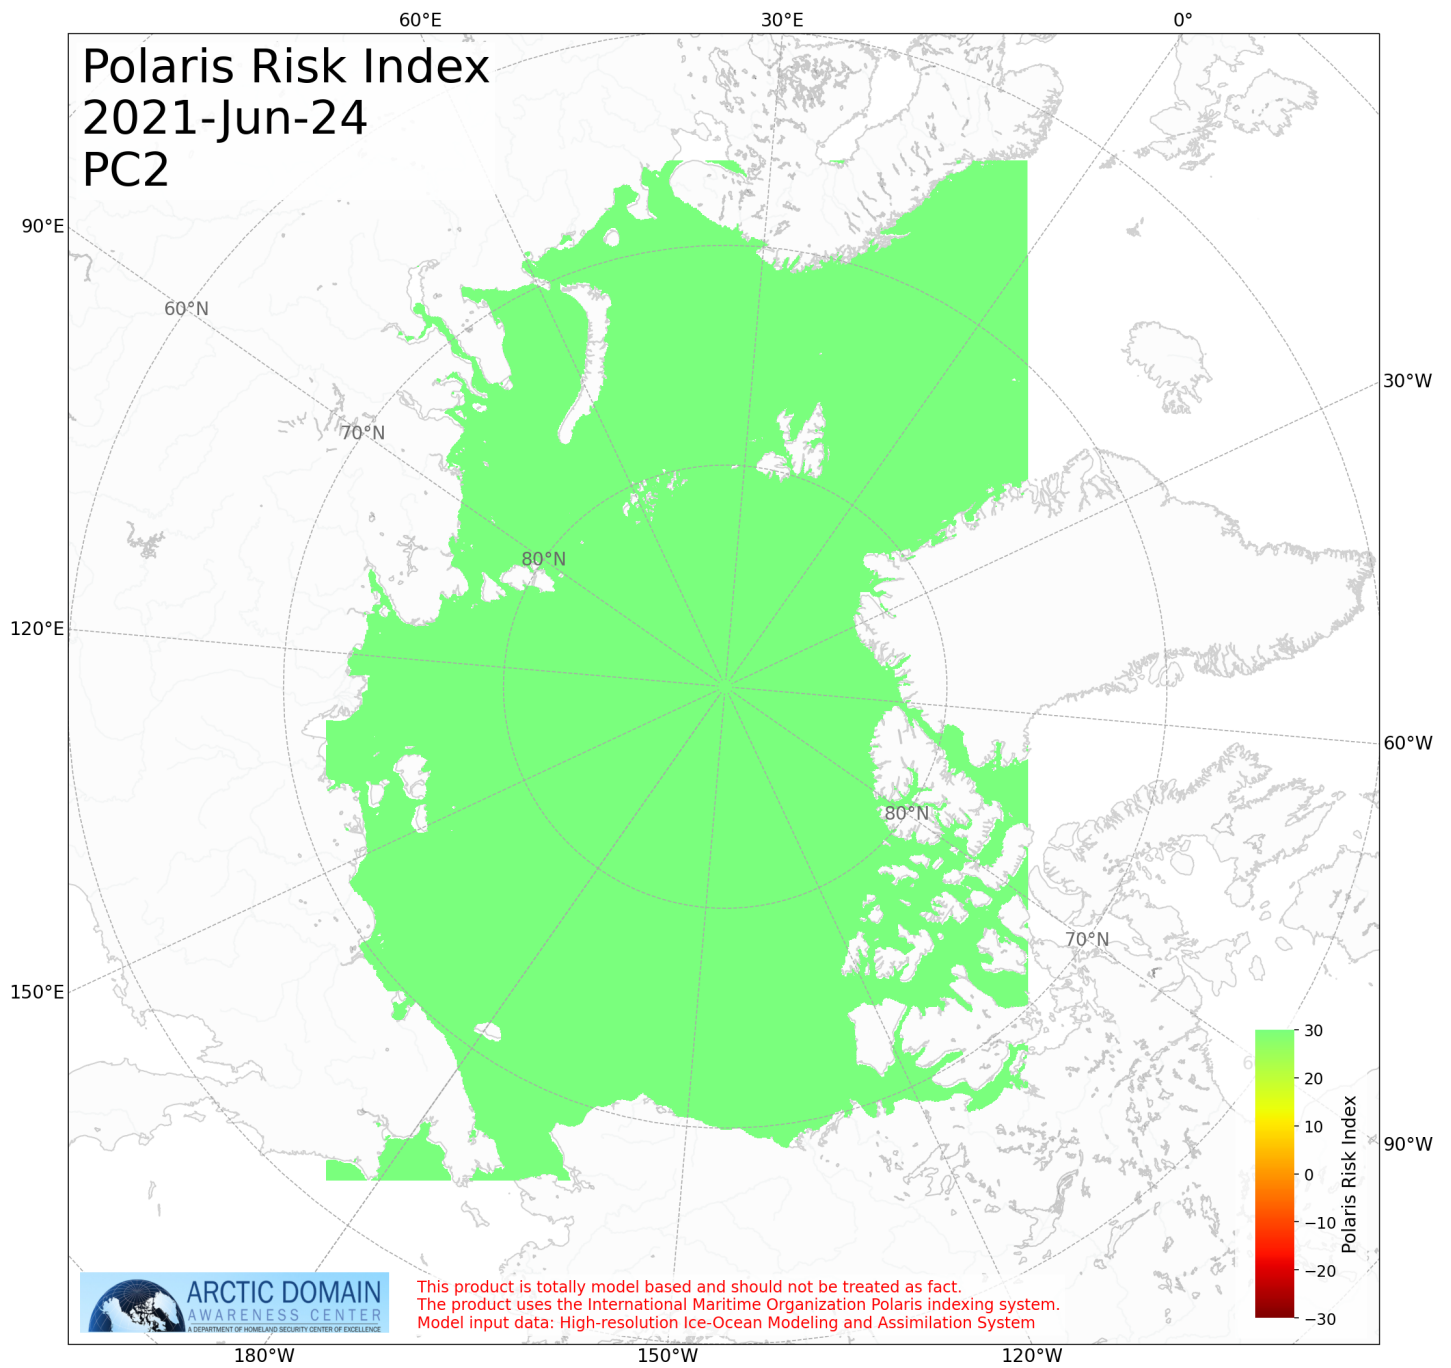 60°E 30°E 0°
Polaris Risk Index
2021-Jun-24
PC2
90°E
60°N
30°W
70°N
80°N
120°E
60°W
80°N
70°N
150°E
30
20
10
0
−10
−20
−30
Polaris Risk Index
90°W
ARCTIC DOMAIN
AWARENESS CENTER
A DEPARTMENT OF HOMELAND SECURITY CENTER OF EXCELLENCE
This product is totally model based and should not be treated as fact.
The product uses the International Maritime Organization Polaris indexing system.
Model input data: High-resolution Ice-Ocean Modeling and Assimilation System
180°W 150°W 120°W